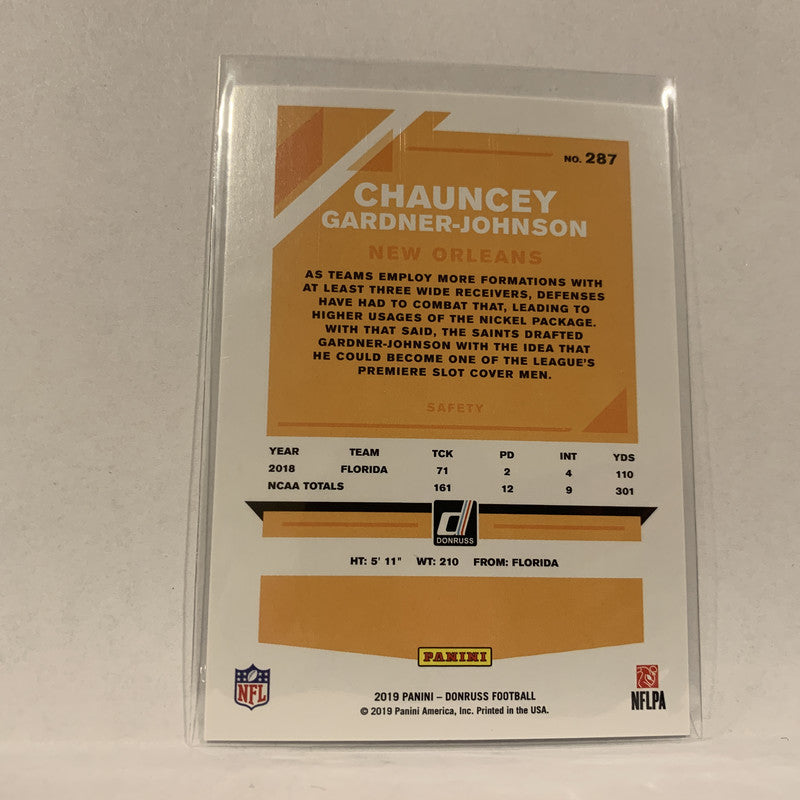 NO. 287
CHAUNCEY
GARDNER-JOHNSON
NEW ORLEANS
AS TEAMS EMPLOY MORE FORMATIONS WITH
AT LEAST THREE WIDE RECEIVERS, DEFENSES
HAVE HAD TO COMBAT THAT, LEADING TO
HIGHER USAGES OF THE NICKEL PACKAGE.
WITH THAT SAID, THE SAINTS DRAFTED
GARDNER-JOHNSON WITH THE IDEA THAT
HE COULD BECOME ONE OF THE LEAGUE'S
PREMIERE SLOT COVER MEN.
SAFETY
YEAR TEAM TCK PD INT YDS
2018 FLORIDA 71 2 4 110
NCAA TOTALS 161 12 9 301
d
DONRUSS
HT: 5' 11" WT: 210 FROM: FLORIDA
PANINI
NFL
NFLPA
2019 PANINI – DONRUSS FOOTBALL
© 2019 Panini America, Inc. Printed in the USA.